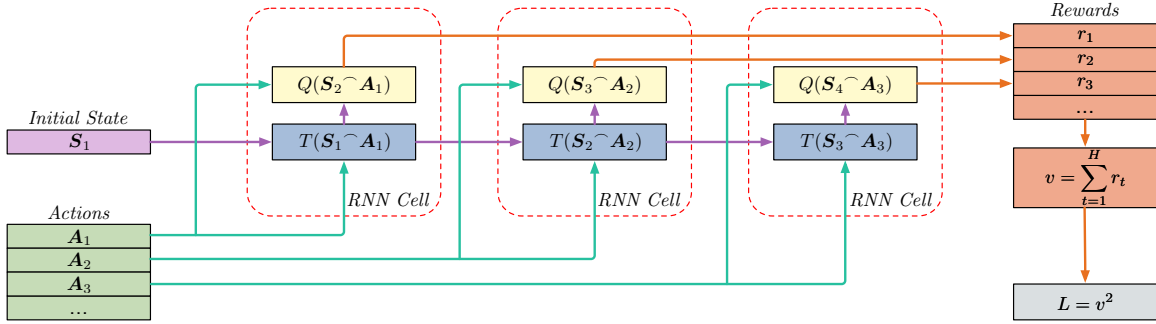 Initial State
S₁
Actions
A₁
A₂
A₃
...
Q(S₂⌢A₁)
T(S₁⌢A₁)
RNN Cell
Q(S₃⌢A₂)
T(S₂⌢A₂)
RNN Cell
Q(S₄⌢A₃)
T(S₃⌢A₃)
RNN Cell
Rewards
r₁
r₂
r₃
...
v = ∑_{t=1}^{H} r_t
L = v²